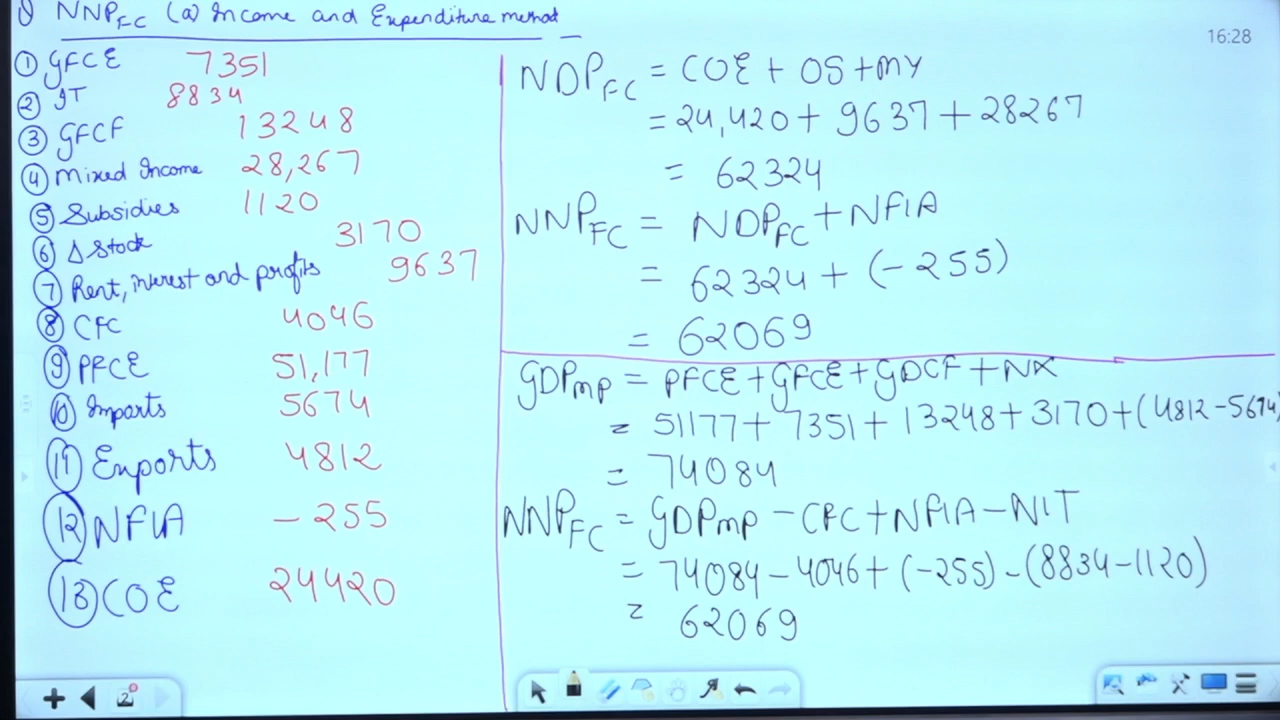 1) NNPFC (a) Income and Expenditure method
16:28
① GFCE 7351
② IT 8834
③ GFCF 13248
④ Mixed Income 28,267
⑤ Subsidies 1120
⑥ Δ Stock 3170
⑦ Rent, interest and profits 9637
⑧ CFC 4046
⑨ PFCE 51,177
⑩ Imports 5674
⑪ Exports 4812
⑫ NFIA -255
⑬ COE 24420
NDPFC = COE + OS + MY
= 24,420 + 9637 + 28267
= 62324
NNPFC = NDPFC + NFIA
= 62324 + (-255)
= 62069
GDPmp = PFCE + GFCE + GDCF + NX
= 51177 + 7351 + 13248 + 3170 + (4812-5674)
= 74084
NNPFC = GDPmp - CFC + NFIA - NIT
= 74084 - 4046 + (-255) - (8834-1120)
= 62069
2